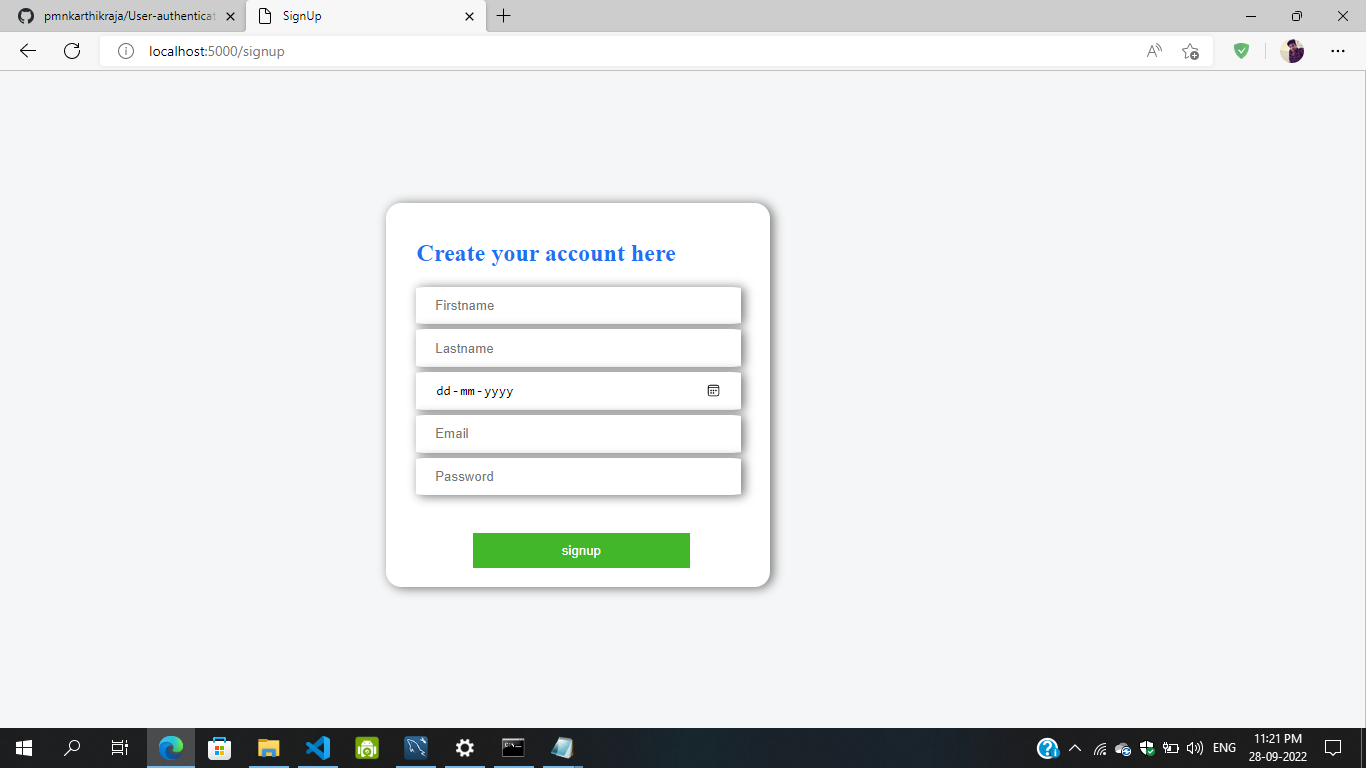 pmnkarthikraja/User-authenticat
SignUp
localhost:5000/signup
Create your account here
Firstname
Lastname
dd-mm-yyyy
Email
Password
signup
ENG
11:21 PM
28-09-2022